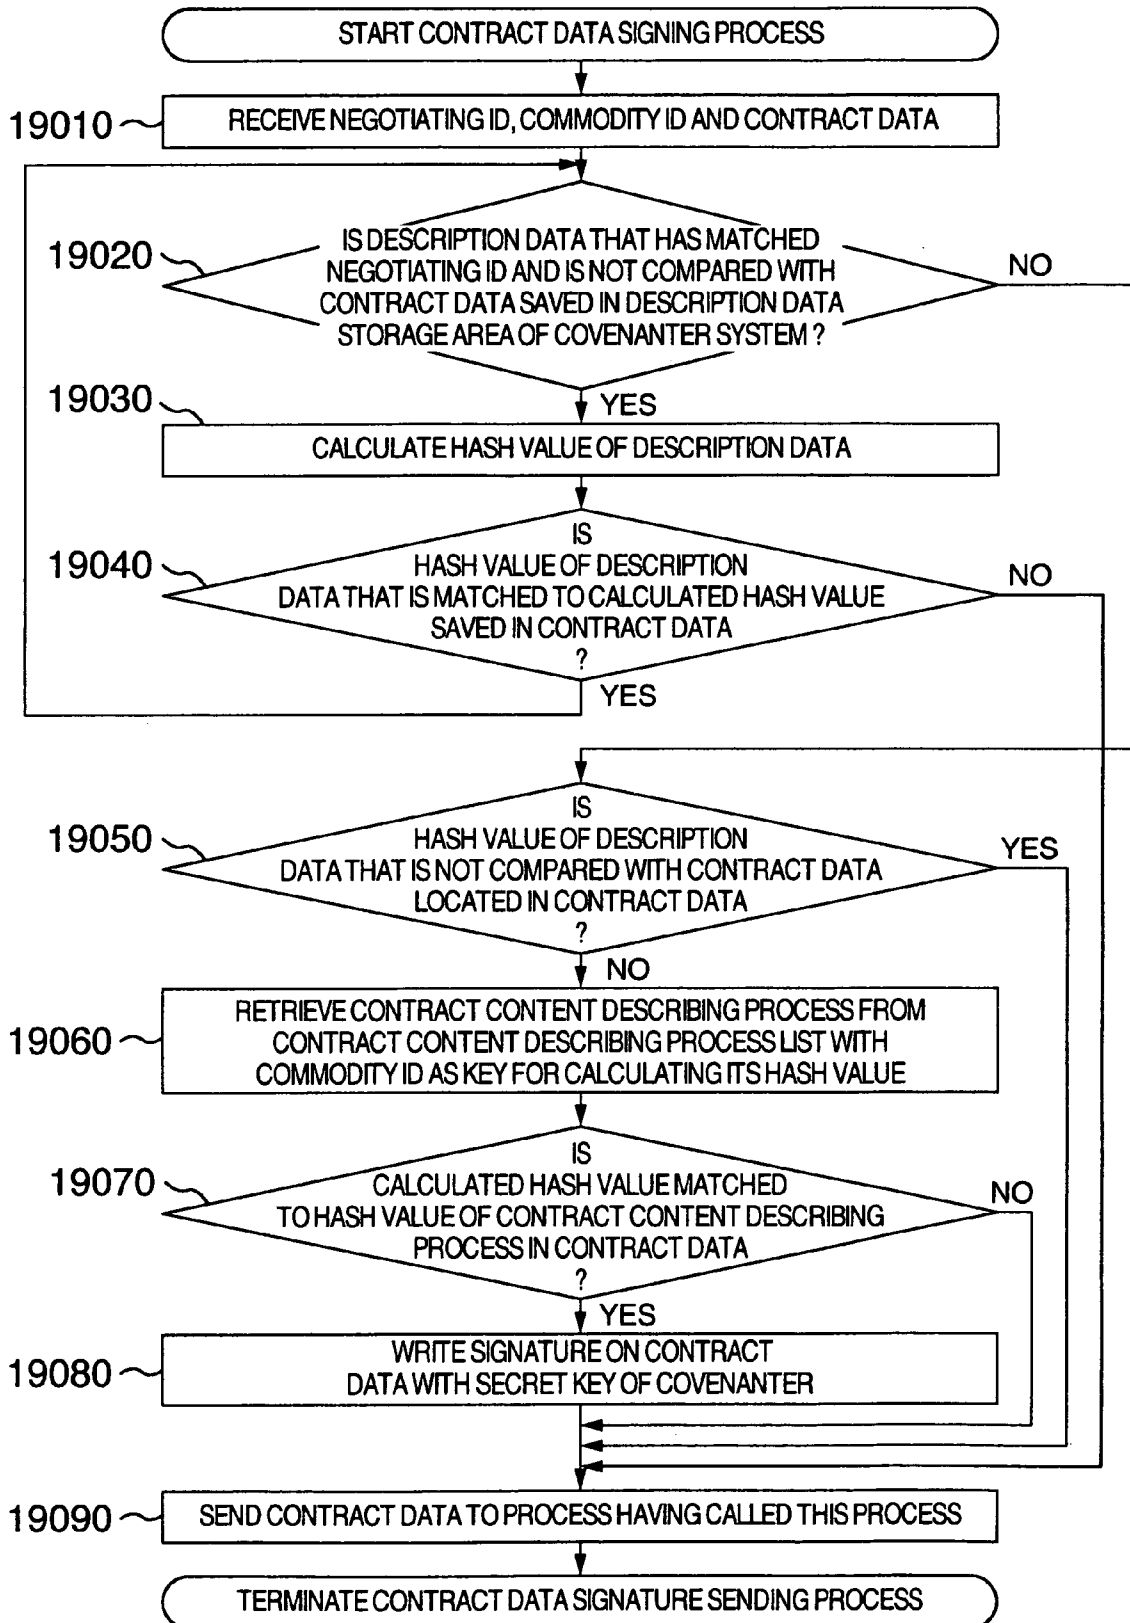 START CONTRACT DATA SIGNING PROCESS
19010
RECEIVE NEGOTIATING ID, COMMODITY ID AND CONTRACT DATA
19020
IS DESCRIPTION DATA THAT HAS MATCHED
NEGOTIATING ID AND IS NOT COMPARED WITH
CONTRACT DATA SAVED IN DESCRIPTION DATA
STORAGE AREA OF COVENANTER SYSTEM ?
NO
YES
19030
CALCULATE HASH VALUE OF DESCRIPTION DATA
19040
IS
HASH VALUE OF DESCRIPTION
DATA THAT IS MATCHED TO CALCULATED HASH VALUE
SAVED IN CONTRACT DATA
?
NO
YES
19050
IS
HASH VALUE OF DESCRIPTION
DATA THAT IS NOT COMPARED WITH CONTRACT DATA
LOCATED IN CONTRACT DATA
?
YES
NO
19060
RETRIEVE CONTRACT CONTENT DESCRIBING PROCESS FROM
CONTRACT CONTENT DESCRIBING PROCESS LIST WITH
COMMODITY ID AS KEY FOR CALCULATING ITS HASH VALUE
19070
IS
CALCULATED HASH VALUE MATCHED
TO HASH VALUE OF CONTRACT CONTENT DESCRIBING
PROCESS IN CONTRACT DATA
?
NO
YES
19080
WRITE SIGNATURE ON CONTRACT
DATA WITH SECRET KEY OF COVENANTER
19090
SEND CONTRACT DATA TO PROCESS HAVING CALLED THIS PROCESS
TERMINATE CONTRACT DATA SIGNATURE SENDING PROCESS